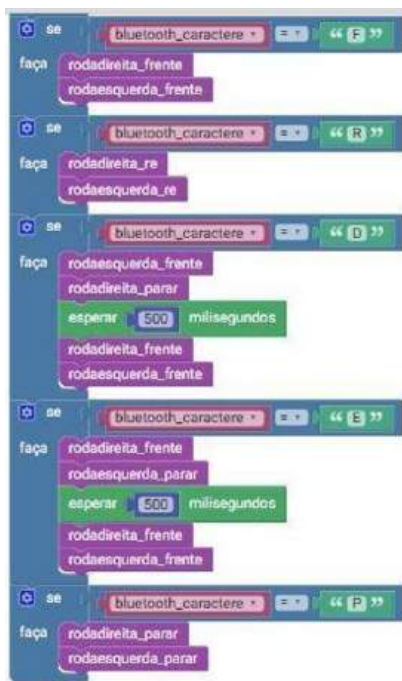 se bluetooth_caractere = “ F ”
faça rodadireita_frente
rodaesquerda_frente
se bluetooth_caractere = “ R ”
faça rodadireita_re
rodaesquerda_re
se bluetooth_caractere = “ D ”
faça rodaesquerda_frente
rodadireita_parar
esperar 500 milisegundos
rodadireita_frente
rodaesquerda_frente
se bluetooth_caractere = “ E ”
faça rodadireita_frente
rodaesquerda_parar
esperar 500 milisegundos
rodadireita_frente
rodaesquerda_frente
se bluetooth_caractere = “ P ”
faça rodadireita_parar
rodaesquerda_parar